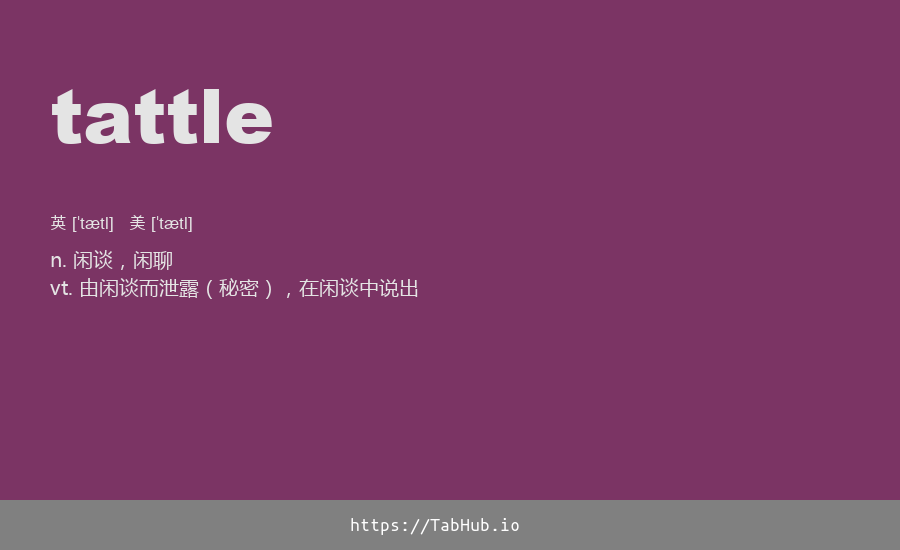 tattle
英 ['tætl] 美 ['tætl]
n. 闲谈，闲聊
vt. 由闲谈而泄露（秘密），在闲谈中说出
https://TabHub.io